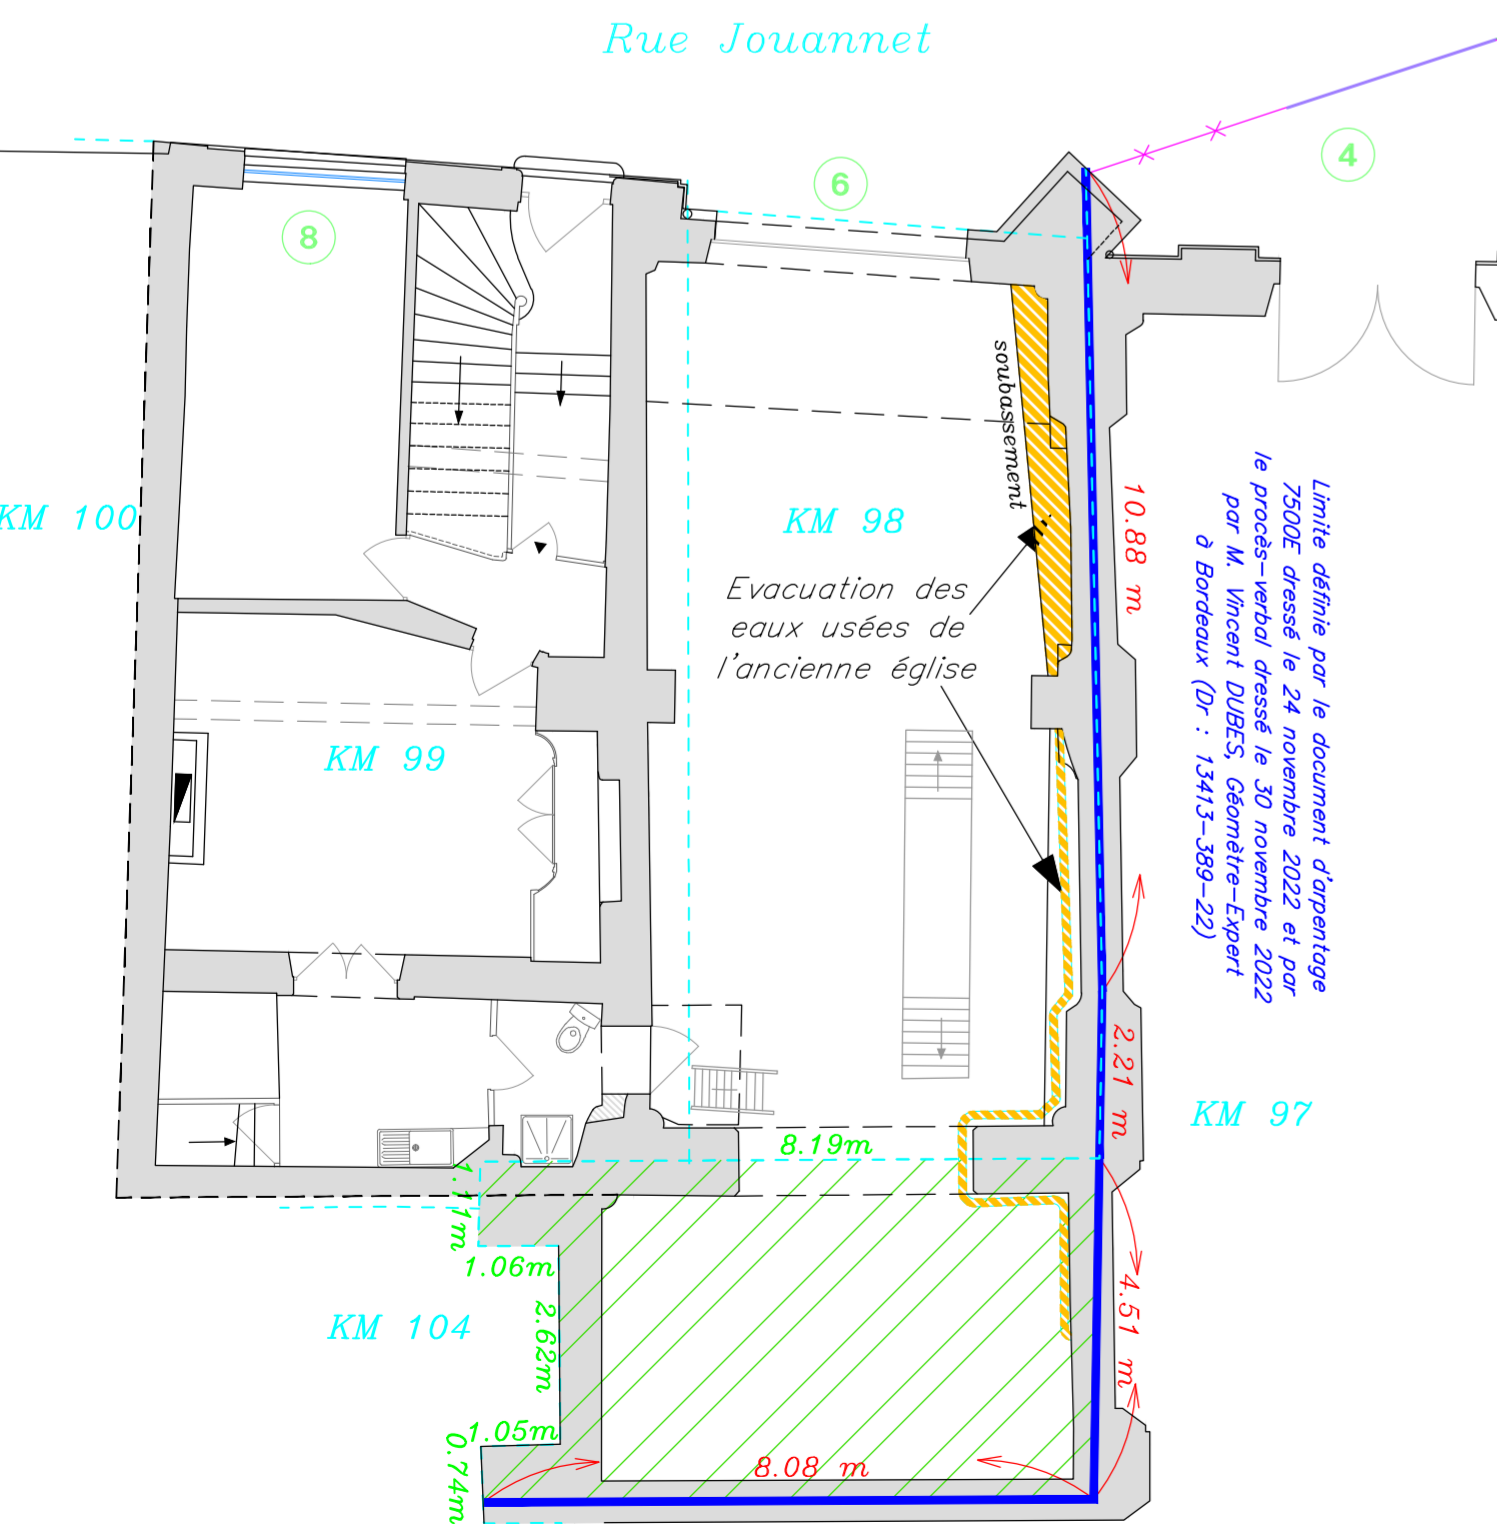 Rue Jouannet
4
6
8
soubassement
KM 100
KM 98
10.88 m
Limite définie par le document d'arpentage
7500E dressé le 24 novembre 2022 et par
le procès-verbal dressé le 30 novembre 2022
par M. Vincent DUBES, Géomètre-Expert
à Bordeaux (Dr : 13413-389-22)
Evacuation des
eaux usées de
l'ancienne église
KM 99
2.21 m
KM 97
8.19m
1.11m
1.06m
KM 104
2.62m
4.51 m
1.05m
0.74m
8.08 m